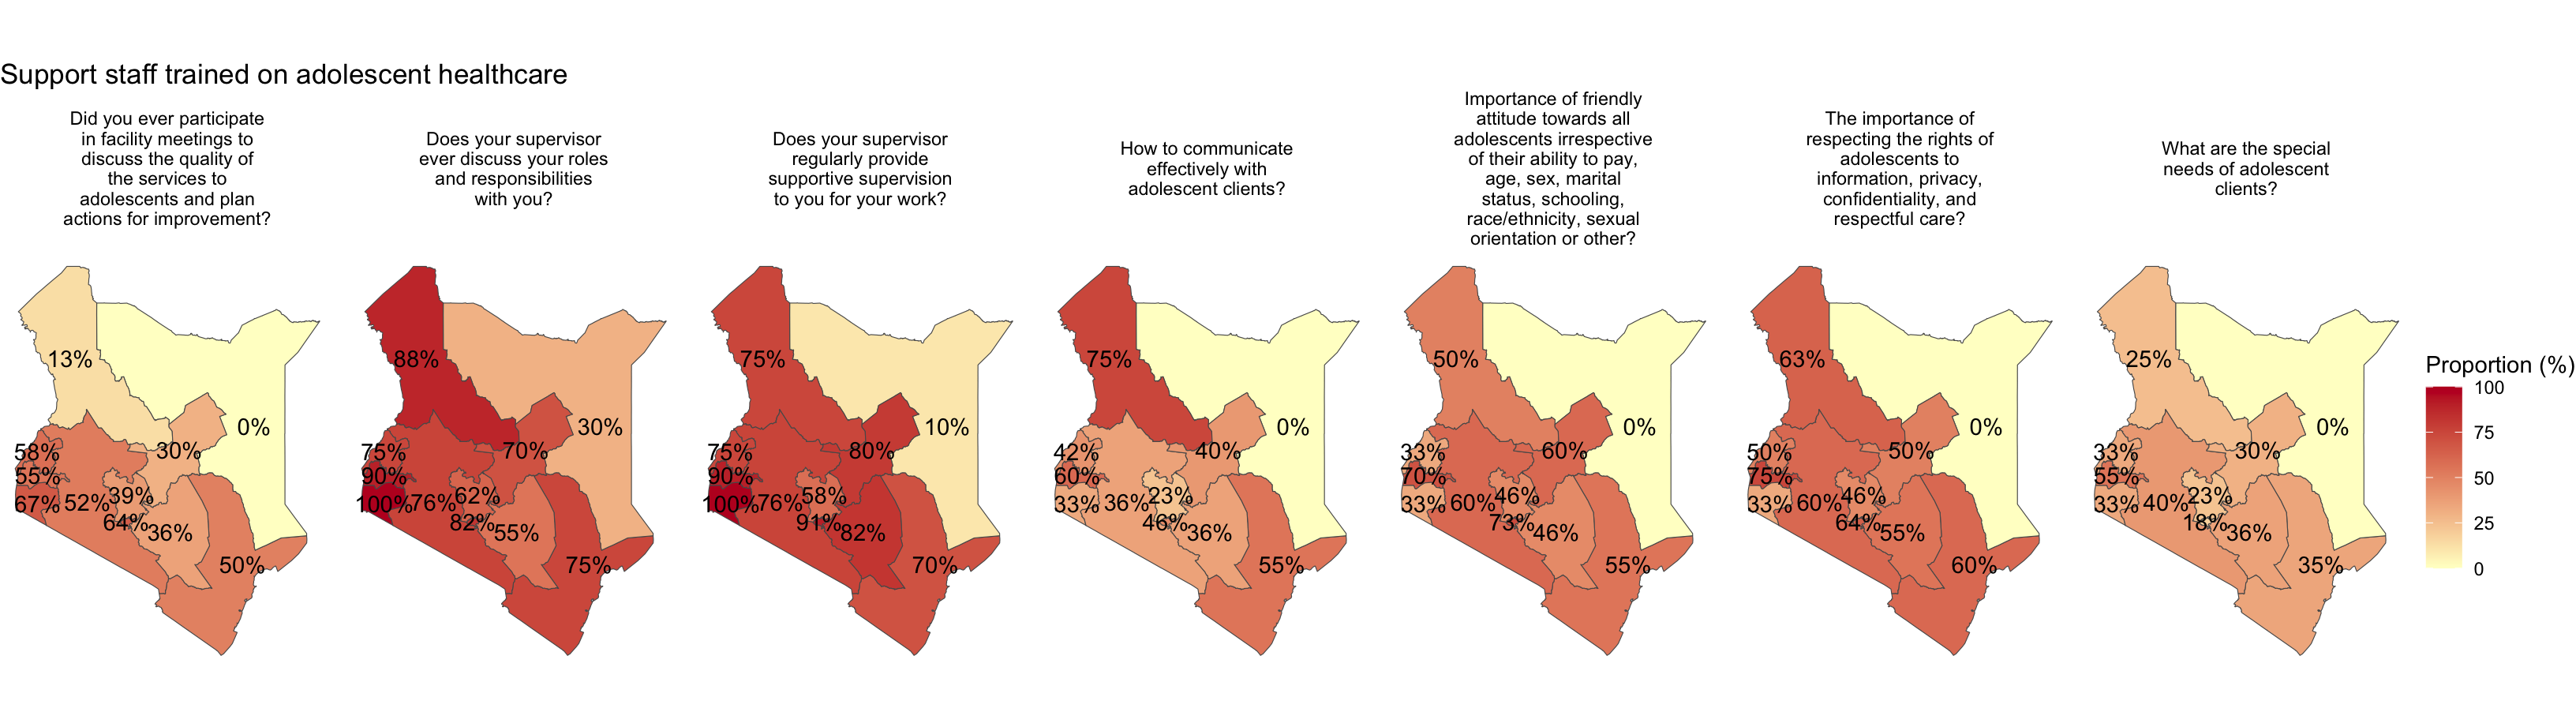 Support staff trained on adolescent healthcare
Did you ever participate
in facility meetings to
discuss the quality of
the services to
adolescents and plan
actions for improvement?
Does your supervisor
ever discuss your roles
and responsibilities
with you?
Does your supervisor
regularly provide
supportive supervision
to you for your work?
How to communicate
effectively with
adolescent clients?
Importance of friendly
attitude towards all
adolescents irrespective
of their ability to pay,
age, sex, marital
status, schooling,
race/ethnicity, sexual
orientation or other?
The importance of
respecting the rights of
adolescents to
information, privacy,
confidentiality, and
respectful care?
What are the special
needs of adolescent
clients?
13%
0%
58%
30%
55%
67%
52%
39%
64%
36%
50%
88%
30%
75%
70%
90%
100%
76%
62%
82%
55%
75%
75%
10%
75%
80%
90%
100%
76%
58%
91%
82%
70%
75%
0%
42%
40%
60%
33%
36%
23%
46%
36%
55%
50%
0%
33%
60%
70%
33%
60%
46%
73%
46%
55%
63%
0%
50%
50%
75%
33%
60%
46%
64%
55%
60%
25%
0%
33%
30%
55%
33%
40%
23%
18%
36%
35%
Proportion (%)
100
75
50
25
0